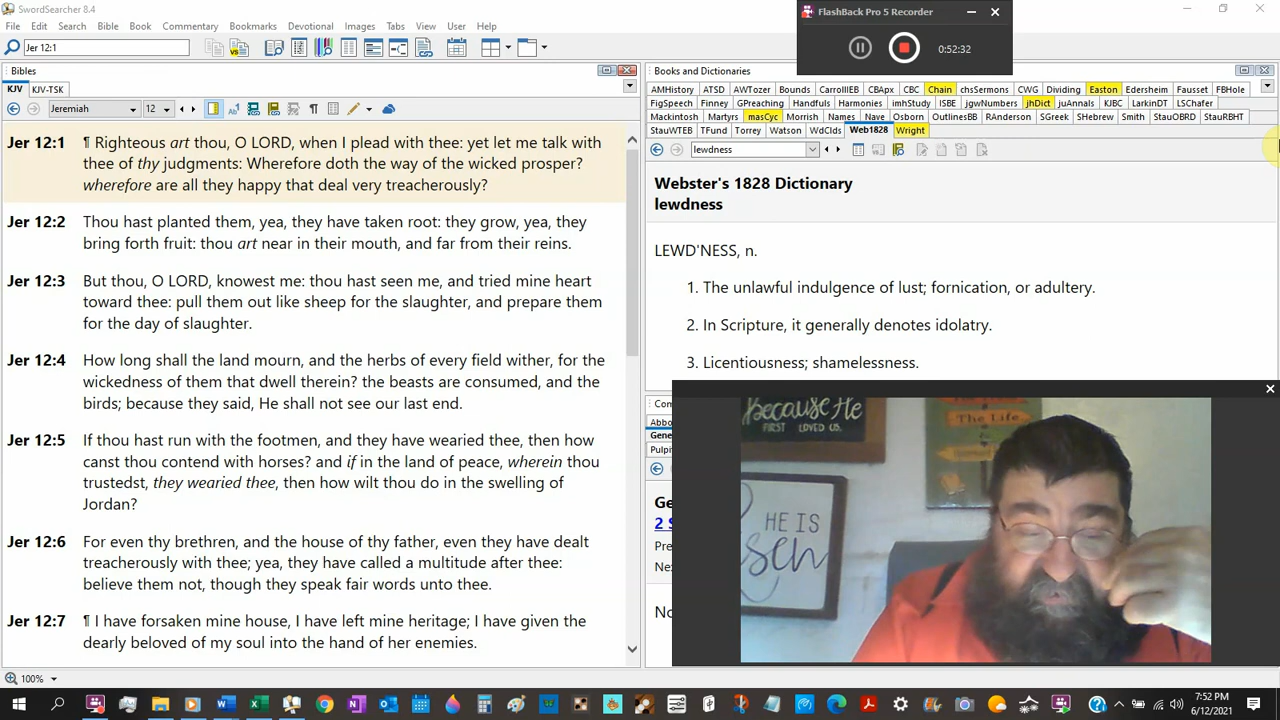 SwordSearcher 8.4
File Edit Search Bible Book Commentary Bookmarks Devotional Images Tabs View User Help
Jer 12:1
FlashBack Pro 5 Recorder
0:52:32
Bibles
KJV KJV-TSK
Jeremiah 12
Jer 12:1 ¶ Righteous art thou, O LORD, when I plead with thee: yet let me talk with
thee of thy judgments: Wherefore doth the way of the wicked prosper?
wherefore are all they happy that deal very treacherously?
Jer 12:2 Thou hast planted them, yea, they have taken root: they grow, yea, they
bring forth fruit: thou art near in their mouth, and far from their reins.
Jer 12:3 But thou, O LORD, knowest me: thou hast seen me, and tried mine heart
toward thee: pull them out like sheep for the slaughter, and prepare them
for the day of slaughter.
Jer 12:4 How long shall the land mourn, and the herbs of every field wither, for the
wickedness of them that dwell therein? the beasts are consumed, and the
birds; because they said, He shall not see our last end.
Jer 12:5 If thou hast run with the footmen, and they have wearied thee, then how
canst thou contend with horses? and if in the land of peace, wherein thou
trustedst, they wearied thee, then how wilt thou do in the swelling of
Jordan?
Jer 12:6 For even thy brethren, and the house of thy father, even they have dealt
treacherously with thee; yea, they have called a multitude after thee:
believe them not, though they speak fair words unto thee.
Jer 12:7 ¶ I have forsaken mine house, I have left mine heritage; I have given the
dearly beloved of my soul into the hand of her enemies.
100%
Books and Dictionaries
AMHistory ATSD AWTozer Bounds CarrollIEB CBApx CBC Chain chsSermons CWG Dividing Easton Edersheim Fausset FBHole
FigSpeech Finney GPreaching Handfuls Harmonies imhStudy ISBE jgwNumbers jhDict juAnnals KJBC LarkinDT LSChafer
Mackintosh Martyrs masCyc Morrish Names Nave Osborn OutlinesBB RAnderson SGreek SHebrew Smith StauOBRD StauRBHT
StauWTEB TFund Torrey Watson WdClds Web1828 Wright
lewdness
Webster's 1828 Dictionary
lewdness
LEWD'NESS, n.
1. The unlawful indulgence of lust; fornication, or adultery.
2. In Scripture, it generally denotes idolatry.
3. Licentiousness; shamelessness.
Com
Abbo
Gene
Pulpi
Ge
2 S
Pre
Ne
No
because He
FIRST LOVED US.
The Life
HE IS
isen
7:52 PM
6/12/2021